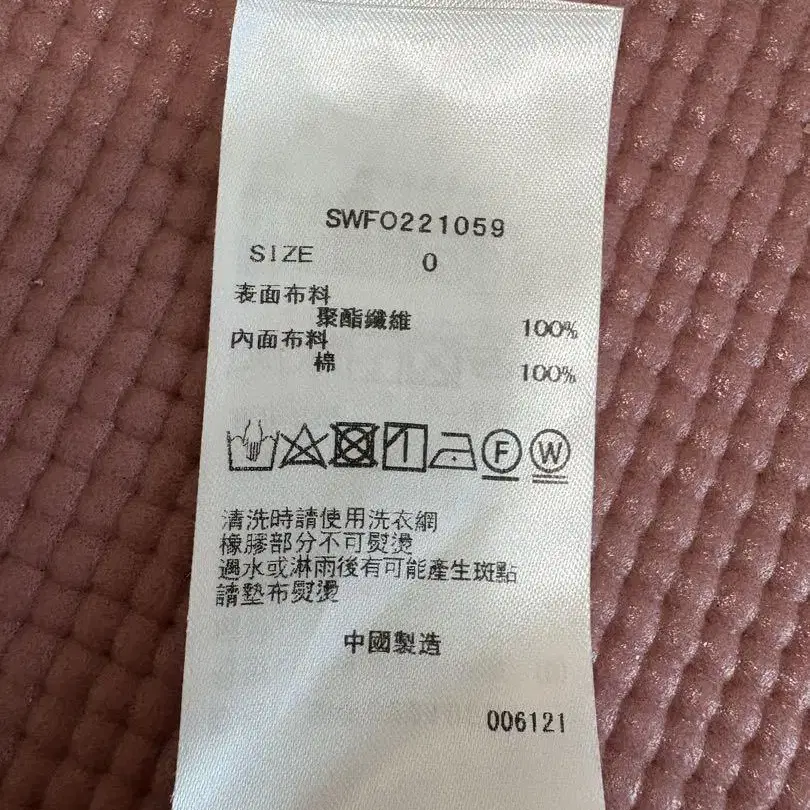 SWFO221059
SIZE 0
表面布料
聚酯纖維 100%
內面布料
棉 100%
F W
清洗時請使用洗衣網
橡膠部分不可熨燙
遇水或淋雨後有可能產生斑點
請墊布熨燙
中國製造
006121